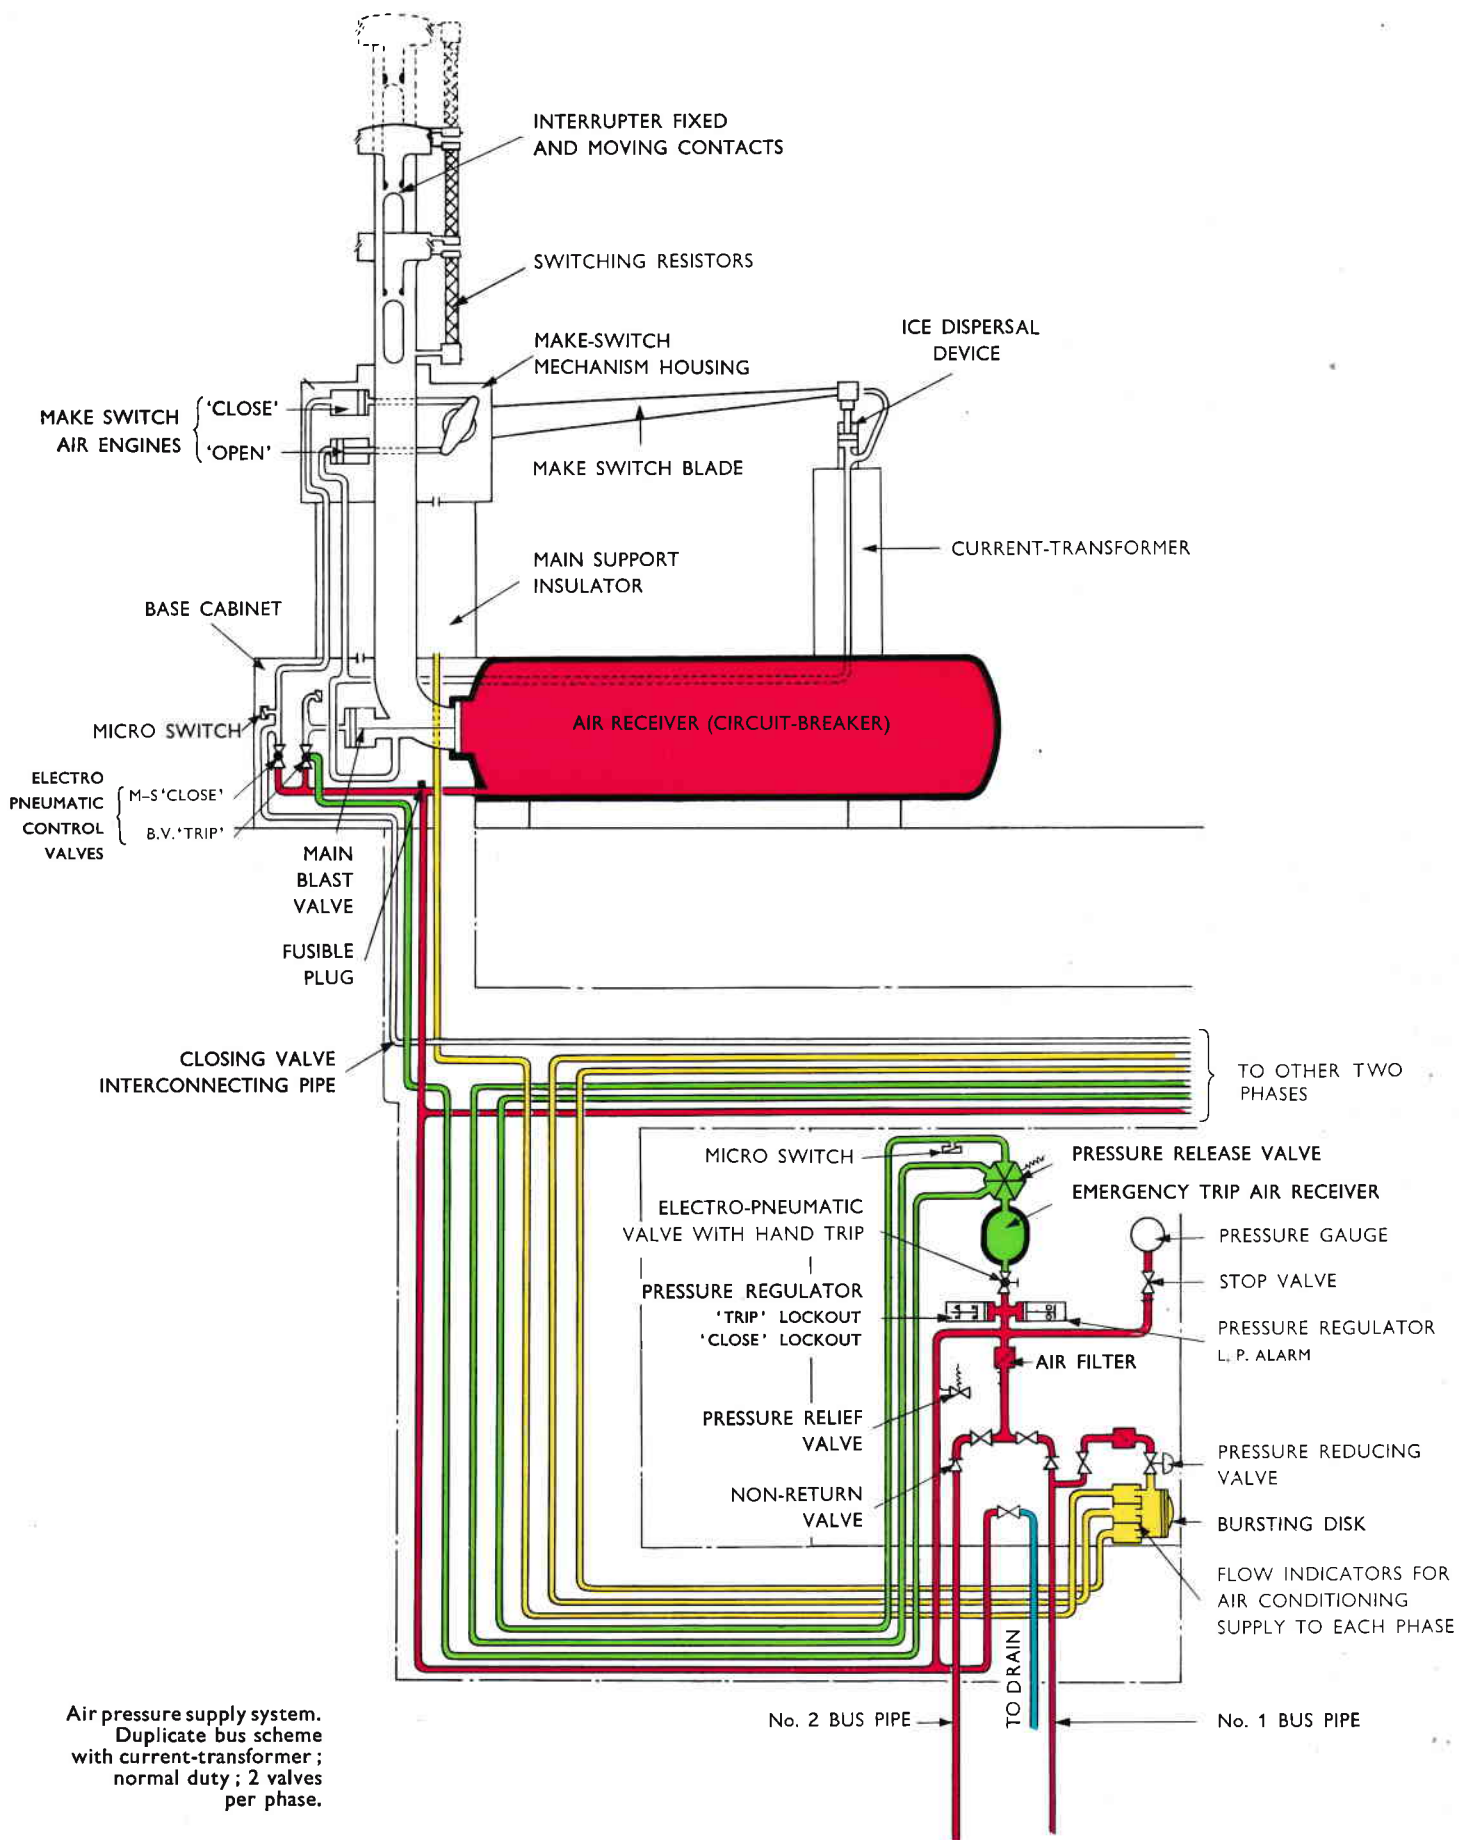 INTERRUPTER FIXED
AND MOVING CONTACTS
SWITCHING RESISTORS
ICE DISPERSAL
DEVICE
MAKE-SWITCH
MECHANISM HOUSING
MAKE SWITCH
AIR ENGINES
'CLOSE'
'OPEN'
MAKE SWITCH BLADE
CURRENT-TRANSFORMER
MAIN SUPPORT
INSULATOR
BASE CABINET
MICRO SWITCH
AIR RECEIVER (CIRCUIT-BREAKER)
ELECTRO
PNEUMATIC
CONTROL
VALVES
M-S 'CLOSE'
B.V. 'TRIP'
MAIN
BLAST
VALVE
FUSIBLE
PLUG
CLOSING VALVE
INTERCONNECTING PIPE
TO OTHER TWO
PHASES
MICRO SWITCH
PRESSURE RELEASE VALVE
EMERGENCY TRIP AIR RECEIVER
ELECTRO-PNEUMATIC
VALVE WITH HAND TRIP
PRESSURE GAUGE
STOP VALVE
PRESSURE REGULATOR
'TRIP' LOCKOUT
'CLOSE' LOCKOUT
PRESSURE REGULATOR
L. P. ALARM
AIR FILTER
PRESSURE RELIEF
VALVE
PRESSURE REDUCING
VALVE
NON-RETURN
VALVE
BURSTING DISK
FLOW INDICATORS FOR
AIR CONDITIONING
SUPPLY TO EACH PHASE
TO DRAIN
No. 2 BUS PIPE
No. 1 BUS PIPE
Air pressure supply system.
Duplicate bus scheme
with current-transformer ;
normal duty ; 2 valves
per phase.